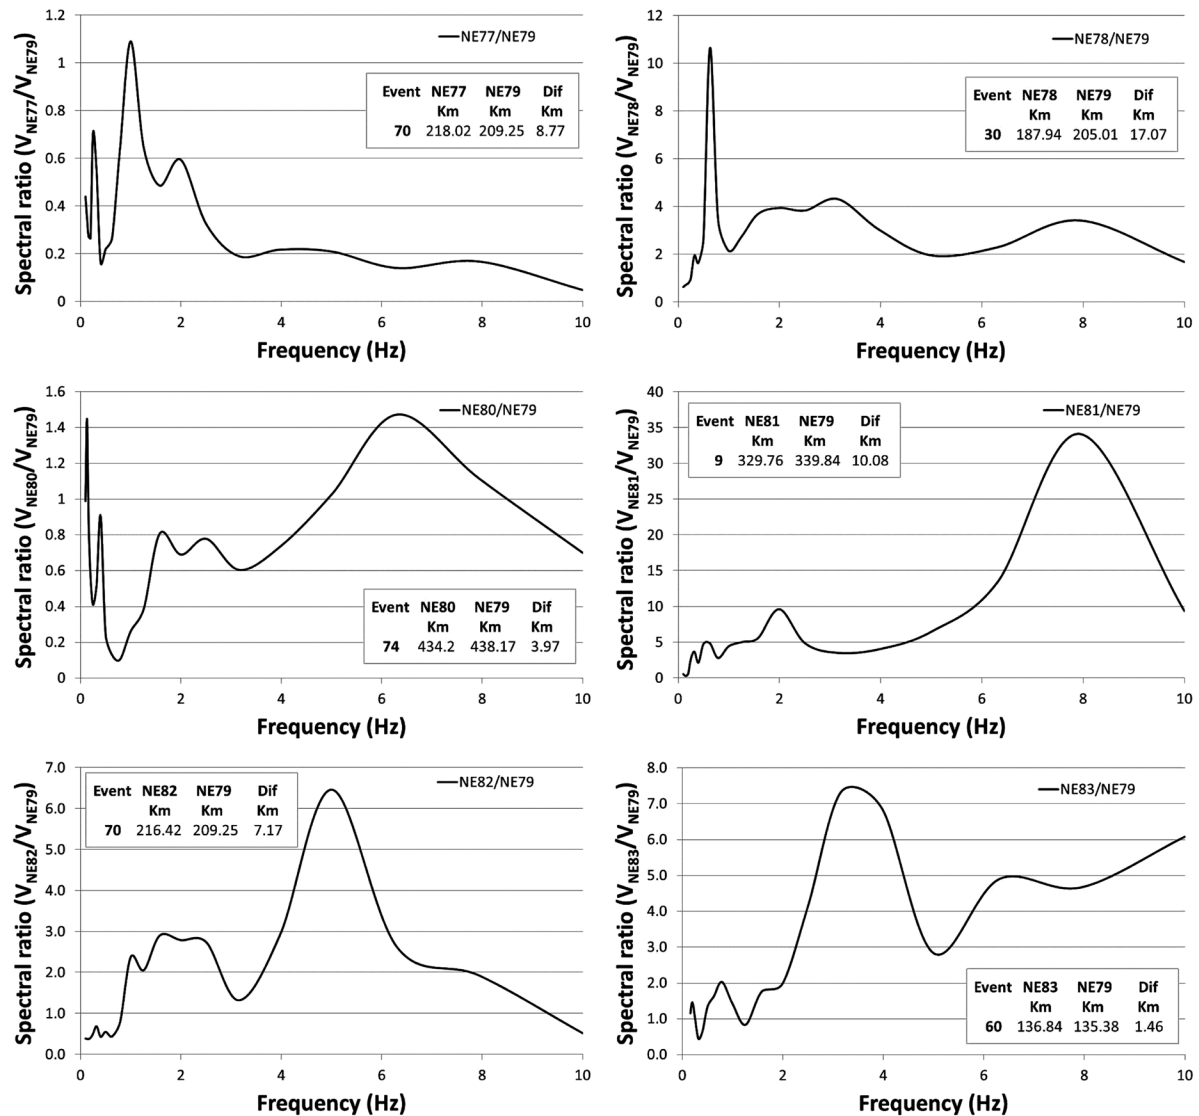 Spectral ratio (V_NE77/V_NE79)
1.2
1
0.8
0.6
0.4
0.2
0
NE77/NE79
Event NE77 NE79 Dif
Km Km Km
70 218.02 209.25 8.77
0 2 4 6 8 10
Frequency (Hz)
Spectral ratio (V_NE78/V_NE79)
12
10
8
6
4
2
0
NE78/NE79
Event NE78 NE79 Dif
Km Km Km
30 187.94 205.01 17.07
0 2 4 6 8 10
Frequency (Hz)
Spectral ratio (V_NE80/V_NE79)
1.6
1.4
1.2
1
0.8
0.6
0.4
0.2
0
NE80/NE79
Event NE80 NE79 Dif
Km Km Km
74 434.2 438.17 3.97
0 2 4 6 8 10
Frequency (Hz)
Spectral ratio (V_NE81/V_NE79)
40
35
30
25
20
15
10
5
0
NE81/NE79
Event NE81 NE79 Dif
Km Km Km
9 329.76 339.84 10.08
0 2 4 6 8 10
Frequency (Hz)
Spectral ratio (V_NE82/V_NE79)
7.0
6.0
5.0
4.0
3.0
2.0
1.0
0.0
NE82/NE79
Event NE82 NE79 Dif
Km Km Km
70 216.42 209.25 7.17
0 2 4 6 8 10
Frequency (Hz)
Spectral ratio (V_NE83/V_NE79)
8.0
7.0
6.0
5.0
4.0
3.0
2.0
1.0
0.0
NE83/NE79
Event NE83 NE79 Dif
Km Km Km
60 136.84 135.38 1.46
0 2 4 6 8 10
Frequency (Hz)